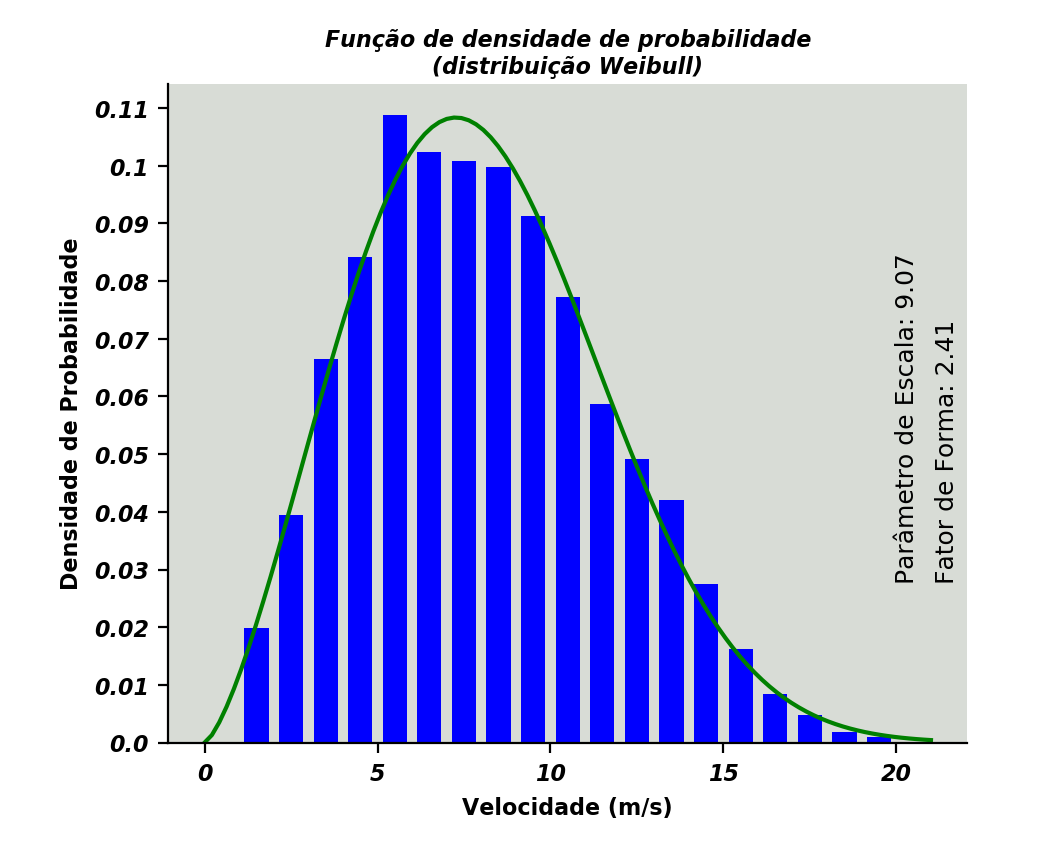 Função de densidade de probabilidade
(distribuição Weibull)
Densidade de Probabilidade
0.11
0.1
0.09
0.08
0.07
0.06
0.05
0.04
0.03
0.02
0.01
0.0
Parâmetro de Escala: 9.07
Fator de Forma: 2.41
0
5
10
15
20
Velocidade (m/s)